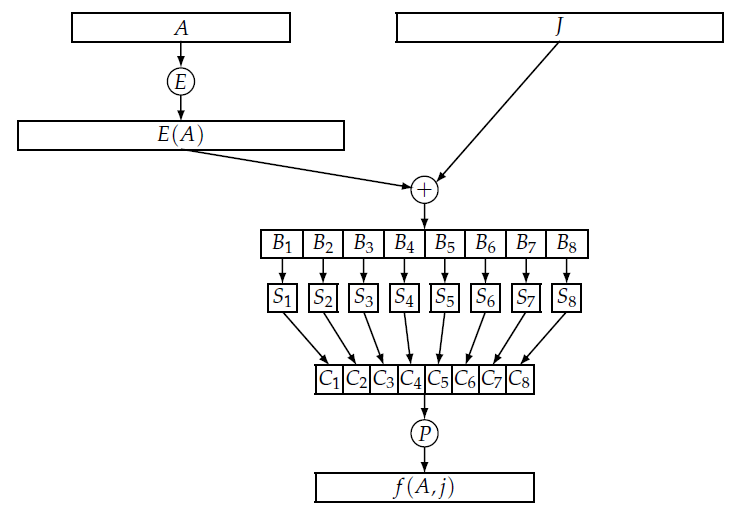 A J
E
E(A)
+
B1 B2 B3 B4 B5 B6 B7 B8
S1 S2 S3 S4 S5 S6 S7 S8
C1 C2 C3 C4 C5 C6 C7 C8
P
f(A,j)